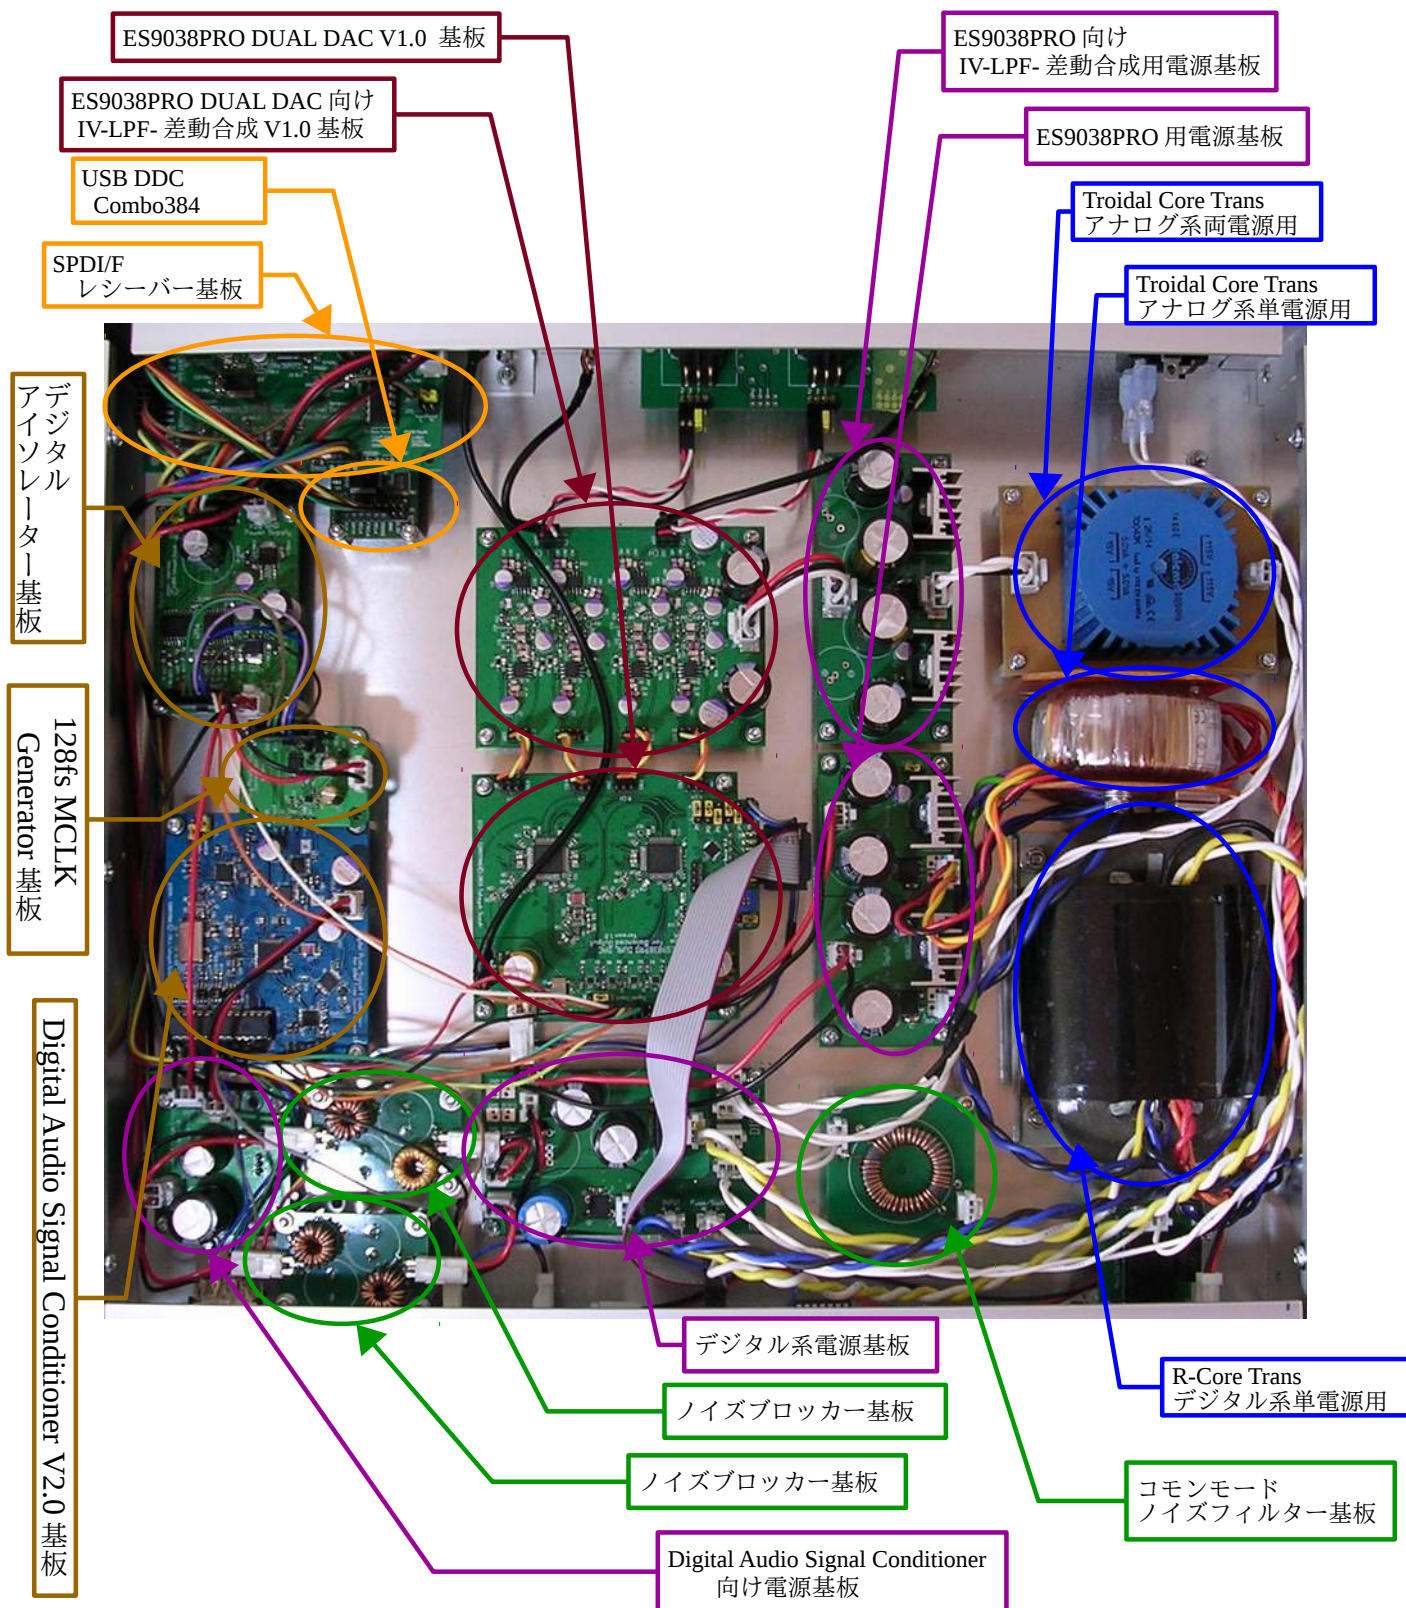 ES9038PRO DUAL DAC V1.0 基板
ES9038PRO DUAL DAC 向け
IV-LPF- 差動合成 V1.0 基板
USB DDC
Combo384
SPDI/F
レシーバー基板
ES9038PRO 向け
IV-LPF- 差動合成用電源基板
ES9038PRO 用電源基板
Troidal Core Trans
アナログ系両電源用
Troidal Core Trans
アナログ系単電源用
デジタル
アイソレーター基板
128fs MCLK
Generator 基板
Digital Audio Signal Conditioner V2.0 基板
デジタル系電源基板
ノイズブロッカー基板
ノイズブロッカー基板
Digital Audio Signal Conditioner
向け電源基板
R-Core Trans
デジタル系単電源用
コモンモード
ノイズフィルター基板